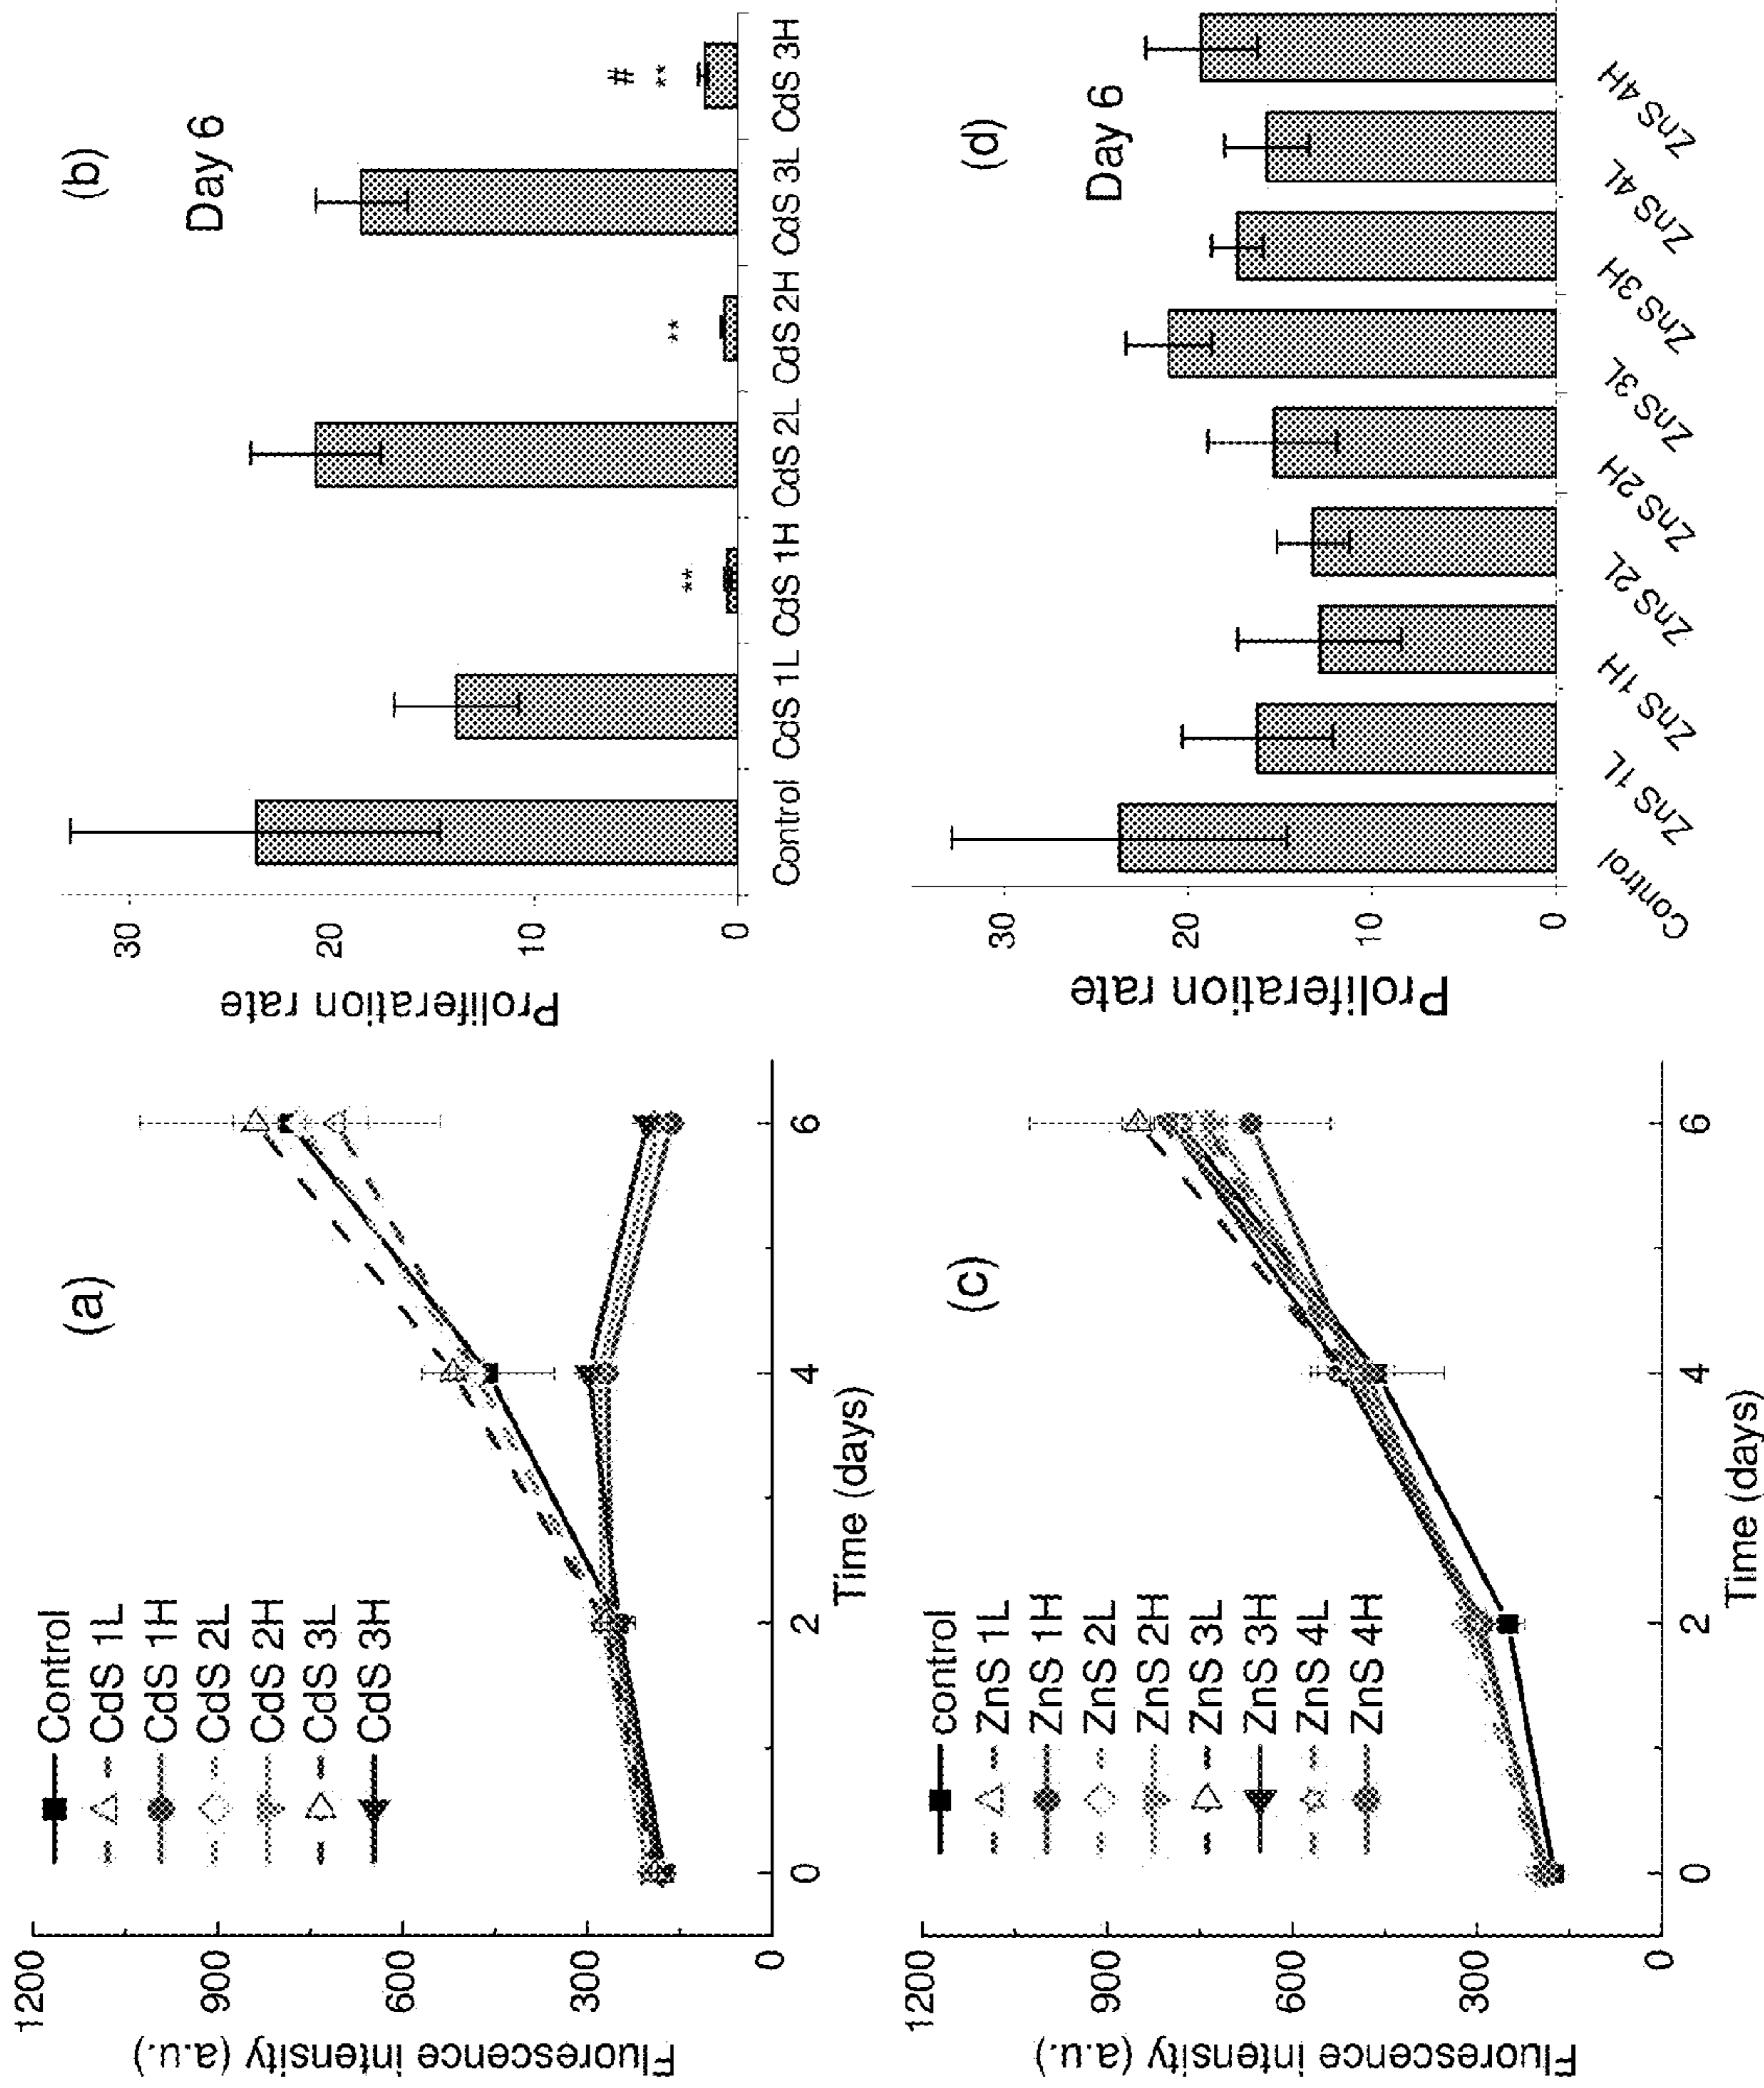 (a)
Fluorescence intensity (a.u.)
1200
900
600
300
0
Control
CdS 1L
CdS 1H
CdS 2L
CdS 2H
CdS 3L
CdS 3H
0 2 4 6
Time (days)
(b)
Day 6
Proliferation rate
30
20
10
0
**
**
#
**
Control CdS 1L CdS 1H CdS 2L CdS 2H CdS 3L CdS 3H
(c)
Fluorescence intensity (a.u.)
1200
900
600
300
0
control
ZnS 1L
ZnS 1H
ZnS 2L
ZnS 2H
ZnS 3L
ZnS 3H
ZnS 4L
ZnS 4H
0 2 4 6
Time (days)
(d)
Day 6
Proliferation rate
30
20
10
0
Control ZnS 1L ZnS 1H ZnS 2L ZnS 2H ZnS 3L ZnS 3H ZnS 4L ZnS 4H